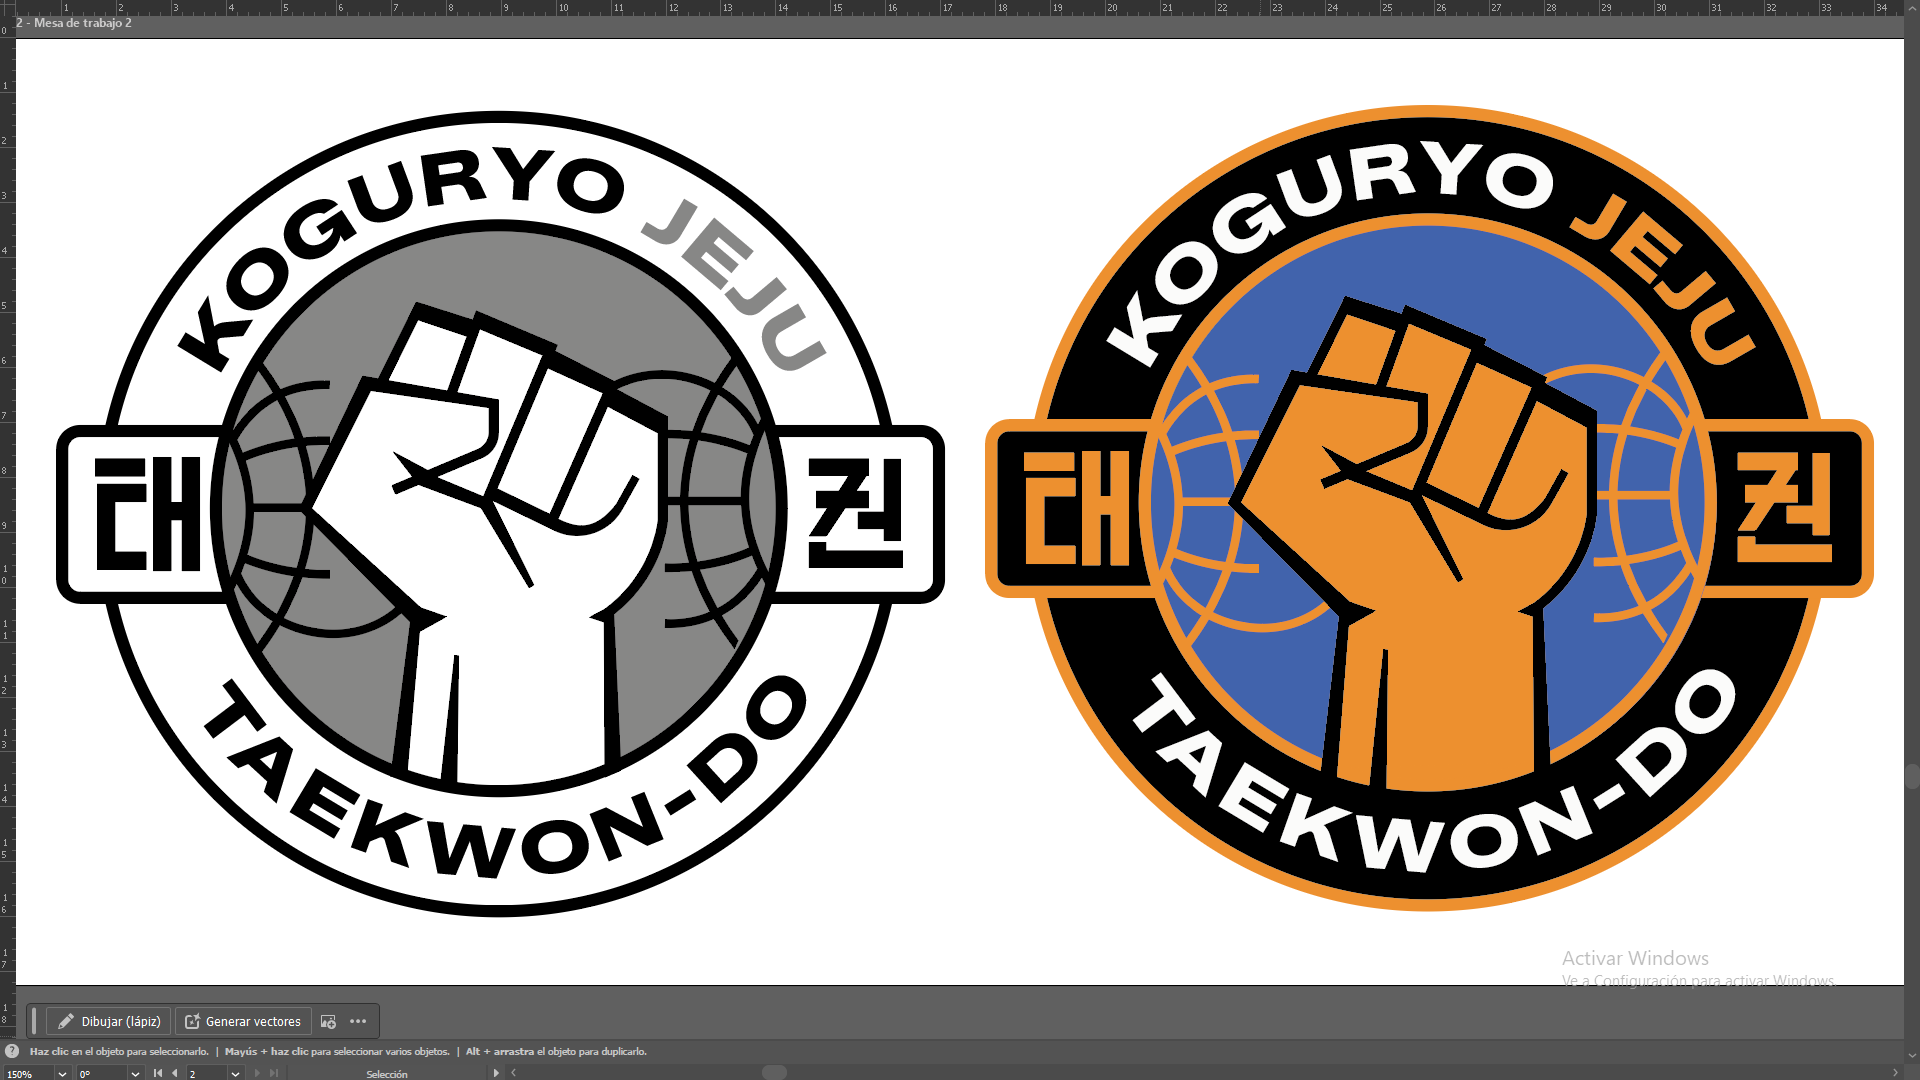 2 - Mesa de trabajo 2
KOGURYO JEJU
태
권
TAEKWON-DO
KOGURYO JEJU
태
권
TAEKWON-DO
Activar Windows
Ve a Configuración para activar Windows.
Dibujar (lápiz)
Generar vectores
Haz clic en el objeto para seleccionarlo. | Mayús + haz clic para seleccionar varios objetos. | Alt + arrastra el objeto para duplicarlo.
150%
0°
2
Selección